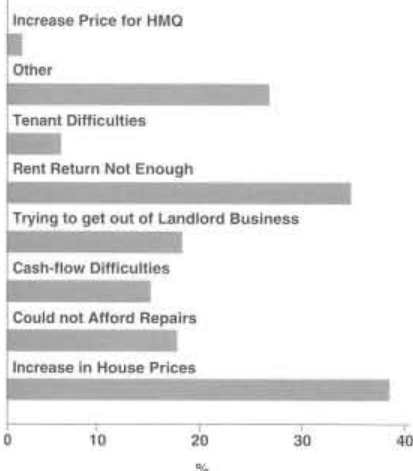 Increase Price for HMQ
Other
Tenant Difficulties
Rent Return Not Enough
Trying to get out of Landlord Business
Cash-flow Difficulties
Could not Afford Repairs
Increase in House Prices
0 10 20 30 40
%